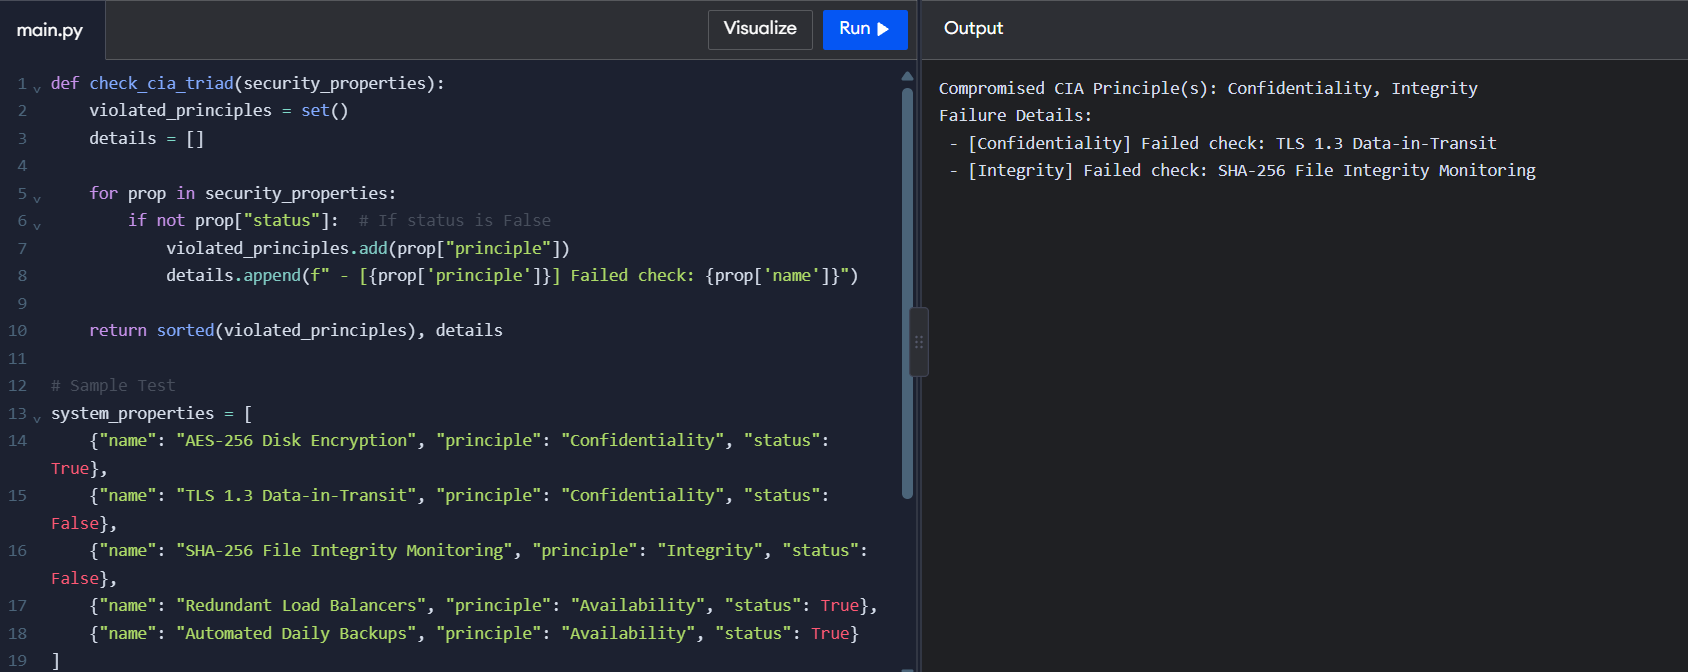 main.py
Visualize
Run
Output
1 def check_cia_triad(security_properties):
2     violated_principles = set()
3     details = []
4
5     for prop in security_properties:
6         if not prop["status"]:  # If status is False
7             violated_principles.add(prop["principle"])
8             details.append(f" - [{prop['principle']}] Failed check: {prop['name']}")
9
10     return sorted(violated_principles), details
11
12 # Sample Test
13 system_properties = [
14     {"name": "AES-256 Disk Encryption", "principle": "Confidentiality", "status":
True},
15     {"name": "TLS 1.3 Data-in-Transit", "principle": "Confidentiality", "status":
False},
16     {"name": "SHA-256 File Integrity Monitoring", "principle": "Integrity", "status":
False},
17     {"name": "Redundant Load Balancers", "principle": "Availability", "status": True},
18     {"name": "Automated Daily Backups", "principle": "Availability", "status": True}
19 ]
Compromised CIA Principle(s): Confidentiality, Integrity
Failure Details:
 - [Confidentiality] Failed check: TLS 1.3 Data-in-Transit
 - [Integrity] Failed check: SHA-256 File Integrity Monitoring